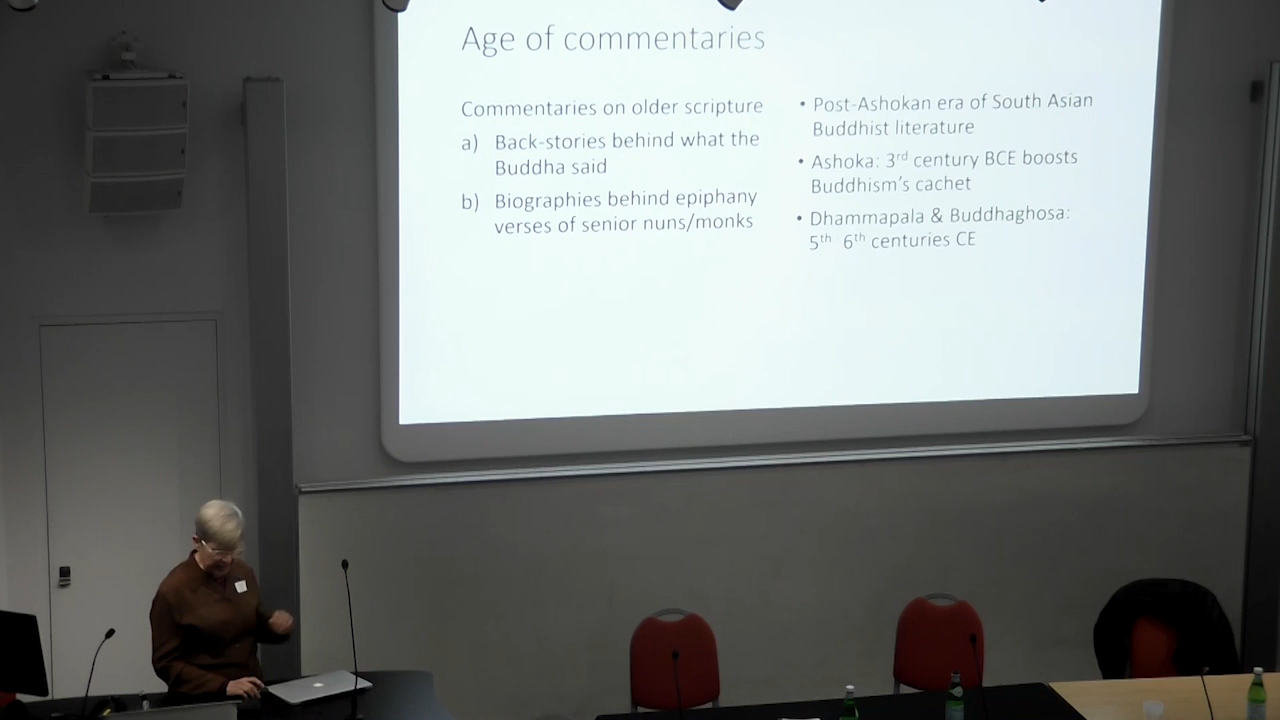 Age of commentaries
Commentaries on older scripture
a) Back-stories behind what the
Buddha said
b) Biographies behind epiphany
verses of senior nuns/monks
• Post-Ashokan era of South Asian
Buddhist literature
• Ashoka: 3rd century BCE boosts
Buddhism's cachet
• Dhammapala & Buddhaghosa:
5th 6th centuries CE